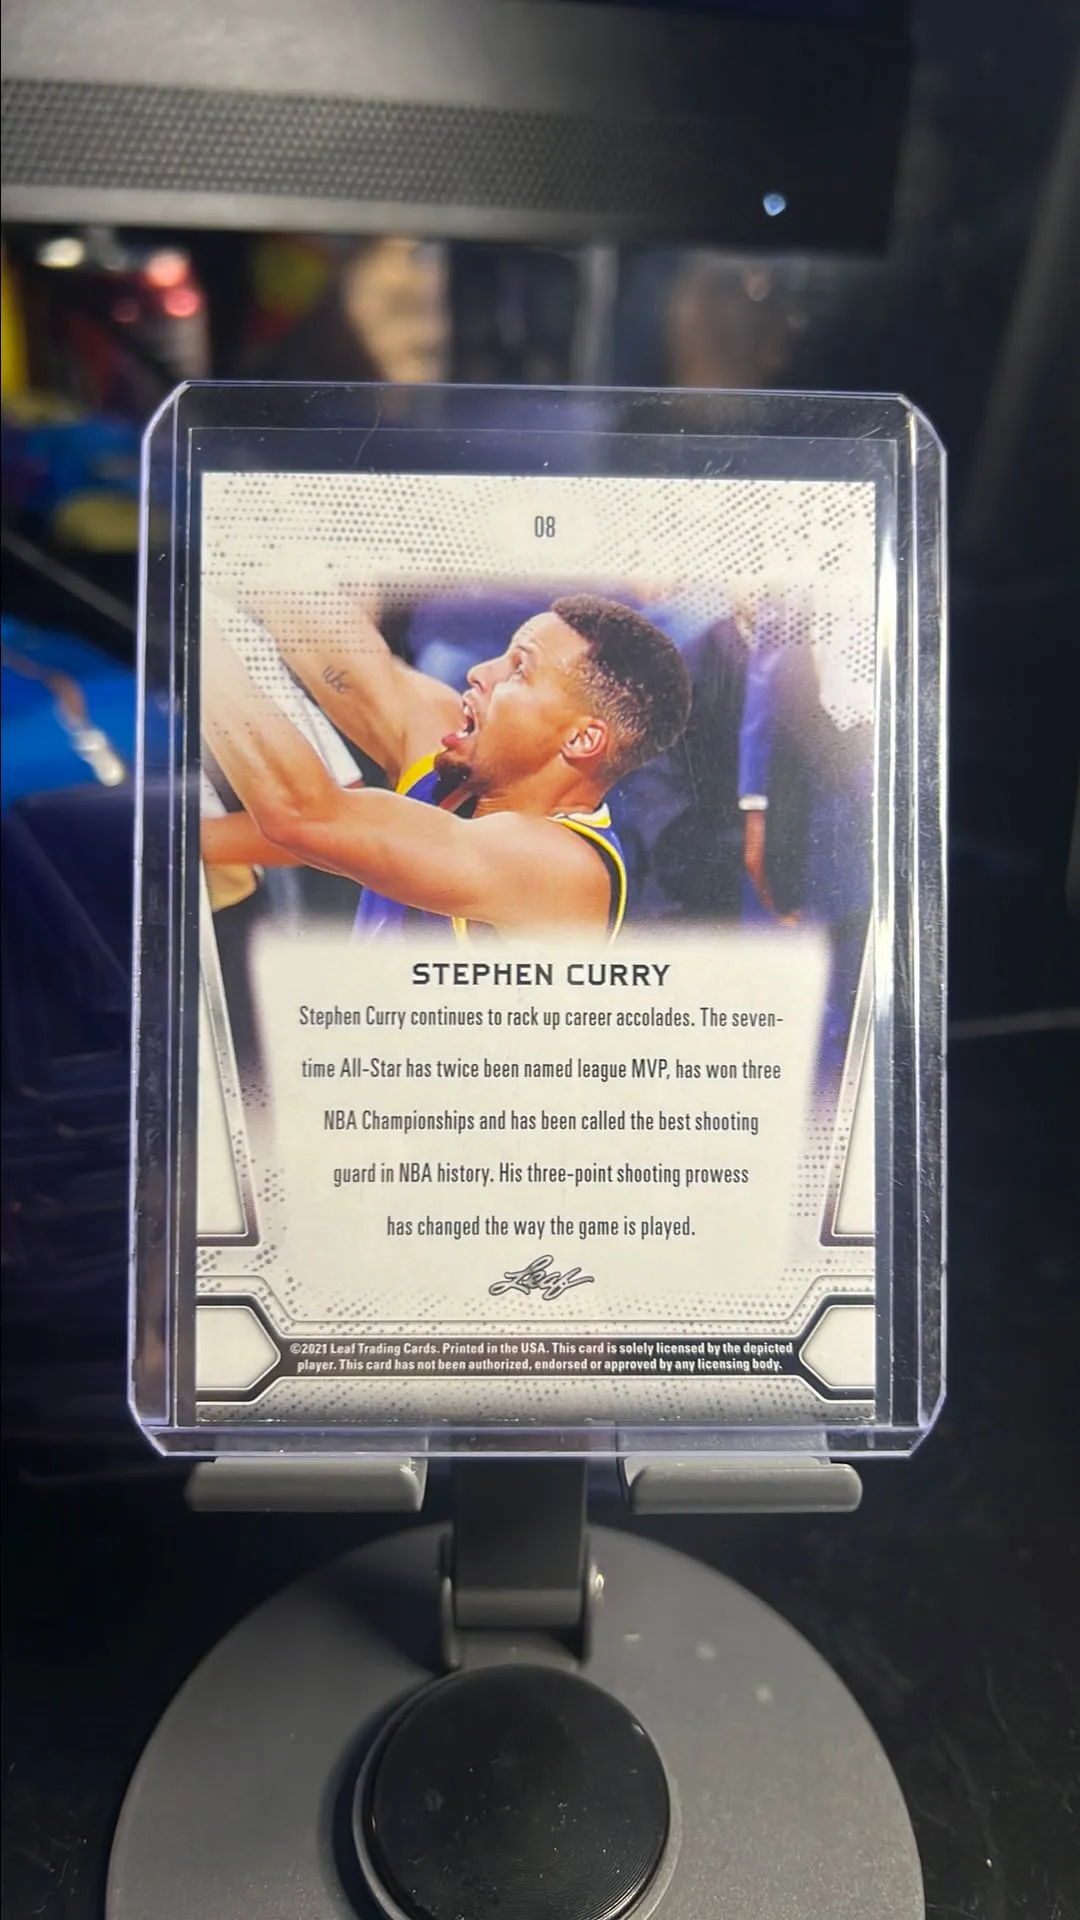 08
STEPHEN CURRY
Stephen Curry continues to rack up career accolades. The seven-
time All-Star has twice been named league MVP, has won three
NBA Championships and has been called the best shooting
guard in NBA history. His three-point shooting prowess
has changed the way the game is played.
Leaf
©2021 Leaf Trading Cards. Printed in the USA. This card is solely licensed by the depicted
player. This card has not been authorized, endorsed or approved by any licensing body.